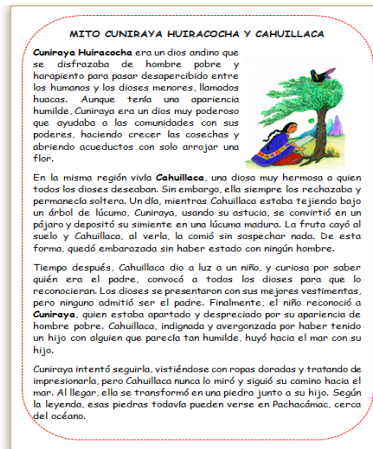 MITO CUNIRAYA HUIRACOCHA Y CAHUILLACA
Cuniraya Huiracocha era un dios andino que
se disfrazaba de hombre pobre y
harapiento para pasar desapercibido entre
los humanos y los dioses menores, llamados
huacas. Aunque tenía una apariencia
humilde, Cuniraya era un dios muy poderoso
que ayudaba a las comunidades con sus
poderes, haciendo crecer las cosechas y
abriendo acueductos con solo arrojar una
flor.
En la misma región vivía Cahuillaca, una diosa muy hermosa a quien
todos los dioses deseaban. Sin embargo, ella siempre los rechazaba y
permanecía soltera. Un día, mientras Cahuillaca estaba tejiendo bajo
un árbol de lúcumo, Cuniraya, usando su astucia, se convirtió en un
pájaro y depositó su simiente en una lúcuma madura. La fruta cayó al
suelo y Cahuillaca, al verla, la comió sin sospechar nada. De esta
forma, quedó embarazada sin haber estado con ningún hombre.
Tiempo después, Cahuillaca dio a luz a un niño, y curiosa por saber
quién era el padre, convocó a todos los dioses para que lo
reconocieran. Los dioses se presentaron con sus mejores vestimentas,
pero ninguno admitió ser el padre. Finalmente, el niño reconoció a
Cuniraya, quien estaba apartado y despreciado por su apariencia de
hombre pobre. Cahuillaca, indignada y avergonzada por haber tenido
un hijo con alguien que parecía tan humilde, huyó hacia el mar con su
hijo.
Cuniraya intentó seguirla, vistiéndose con ropas doradas y tratando de
impresionarla, pero Cahuillaca nunca lo miró y siguió su camino hacia el
mar. Al llegar, ella se transformó en una piedra junto a su hijo. Según
la leyenda, esas piedras todavía pueden verse en Pachacámac, cerca
del océano.